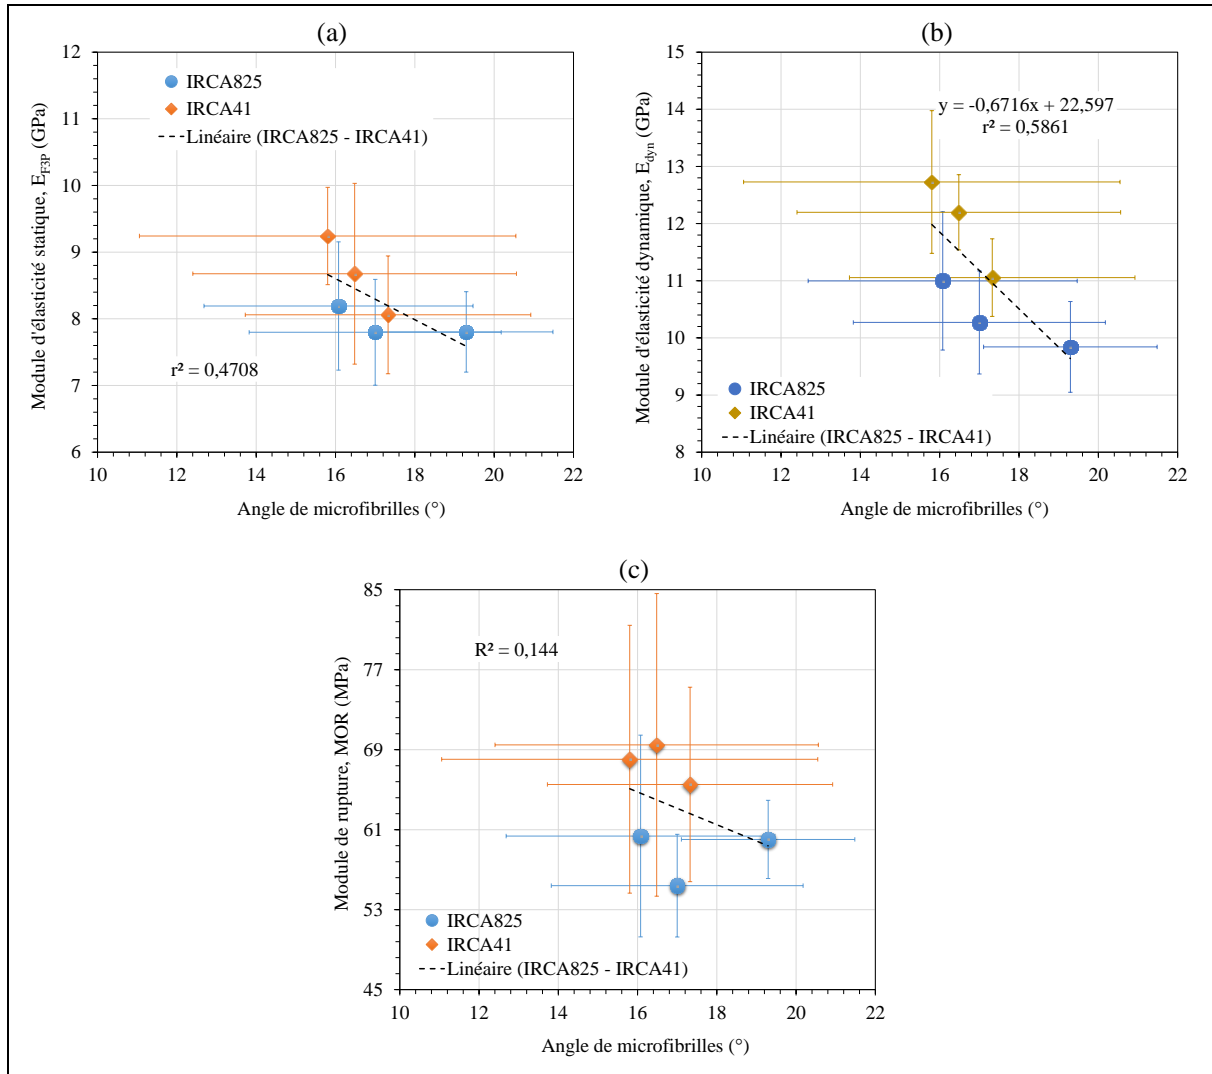 (a)
12
11
10
9
8
7
6
10
12
14
16
18
20
22
Module d'élasticité statique, E_F3P (GPa)
Angle de microfibrilles (°)
IRCA825
IRCA41
Linéaire (IRCA825 - IRCA41)
r² = 0,4708
(b)
15
14
13
12
11
10
9
8
10
12
14
16
18
20
22
Module d'élasticité dynamique, E_dyn (GPa)
Angle de microfibrilles (°)
y = -0,6716x + 22,597
r² = 0,5861
IRCA825
IRCA41
Linéaire (IRCA825 - IRCA41)
(c)
85
77
69
61
53
45
10
12
14
16
18
20
22
Module de rupture, MOR (MPa)
Angle de microfibrilles (°)
R² = 0,144
IRCA825
IRCA41
Linéaire (IRCA825 - IRCA41)